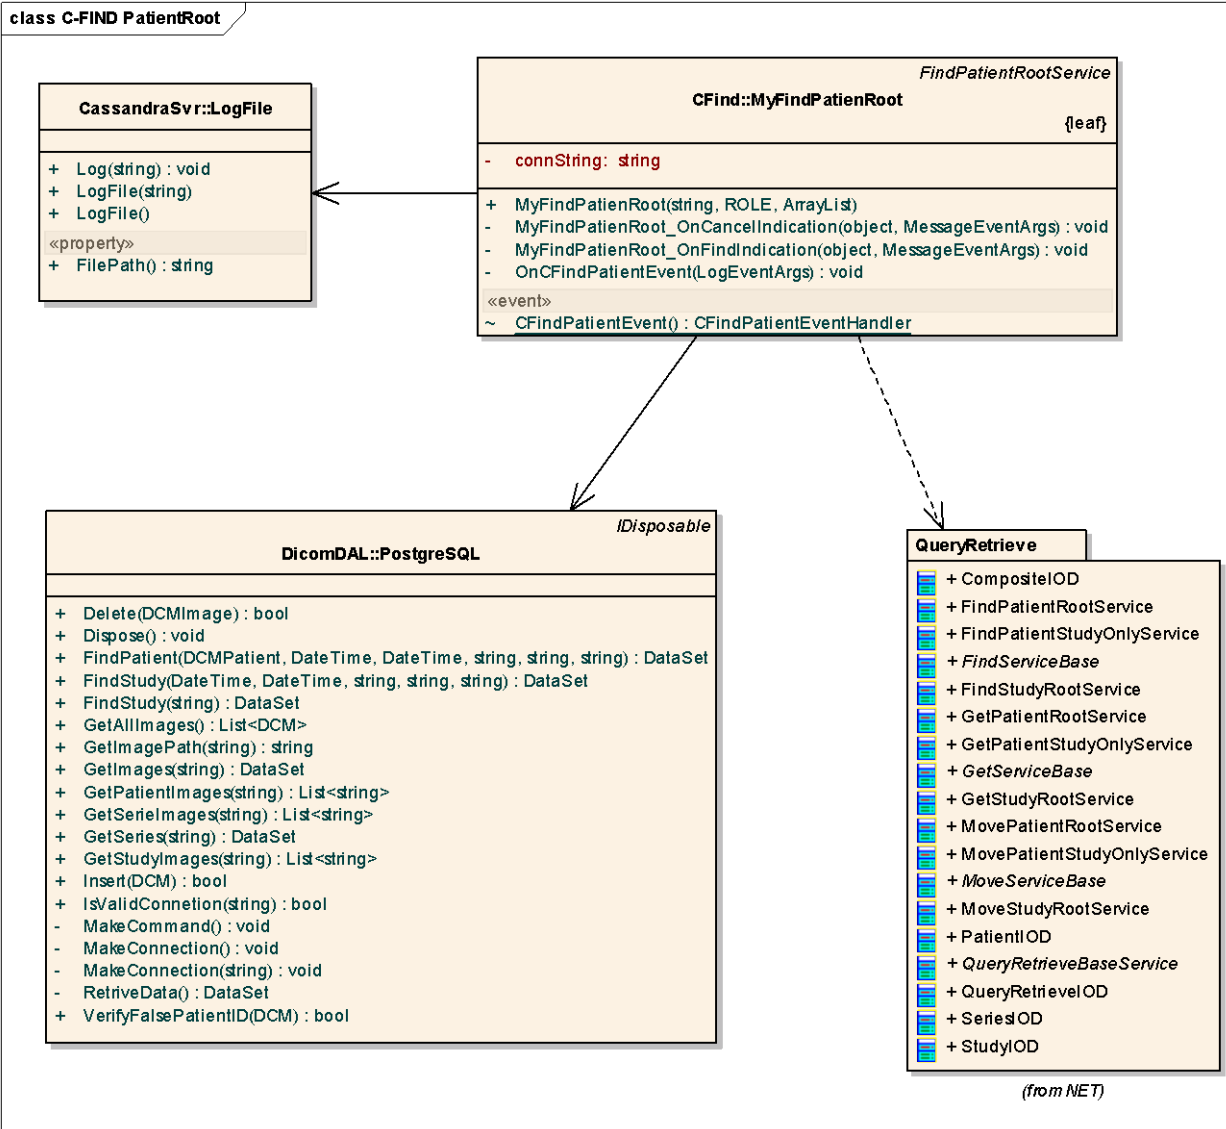 class C-FIND PatientRoot
CassandraSvr::LogFile
+ Log(string) : void
+ LogFile(string)
+ LogFile()
«property»
+ FilePath() : string
FindPatientRootService
CFind::MyFindPatienRoot
{leaf}
- connString: string
+ MyFindPatienRoot(string, ROLE, ArrayList)
- MyFindPatienRoot_OnCancelIndication(object, MessageEventArgs) : void
- MyFindPatienRoot_OnFindIndication(object, MessageEventArgs) : void
- OnCFindPatientEvent(LogEventArgs) : void
«event»
~ CFindPatientEvent() : CFindPatientEventHandler
IDisposable
DicomDAL::PostgreSQL
+ Delete(DCMImage) : bool
+ Dispose() : void
+ FindPatient(DCMPatient, DateTime, DateTime, string, string, string) : DataSet
+ FindStudy(DateTime, DateTime, string, string, string) : DataSet
+ FindStudy(string) : DataSet
+ GetAllImages() : List<DCM>
+ GetImagePath(string) : string
+ GetImages(string) : DataSet
+ GetPatientImages(string) : List<string>
+ GetSerieImages(string) : List<string>
+ GetSeries(string) : DataSet
+ GetStudyImages(string) : List<string>
+ Insert(DCM) : bool
+ IsValidConnetion(string) : bool
- MakeCommand() : void
- MakeConnection() : void
- MakeConnection(string) : void
- RetriveData() : DataSet
+ VerifyFalsePatientID(DCM) : bool
QueryRetrieve
+ CompositeIOD
+ FindPatientRootService
+ FindPatientStudyOnlyService
+ FindServiceBase
+ FindStudyRootService
+ GetPatientRootService
+ GetPatientStudyOnlyService
+ GetServiceBase
+ GetStudyRootService
+ MovePatientRootService
+ MovePatientStudyOnlyService
+ MoveServiceBase
+ MoveStudyRootService
+ PatientIOD
+ QueryRetrieveBaseService
+ QueryRetrieveIOD
+ SeriesIOD
+ StudyIOD
(from NET)